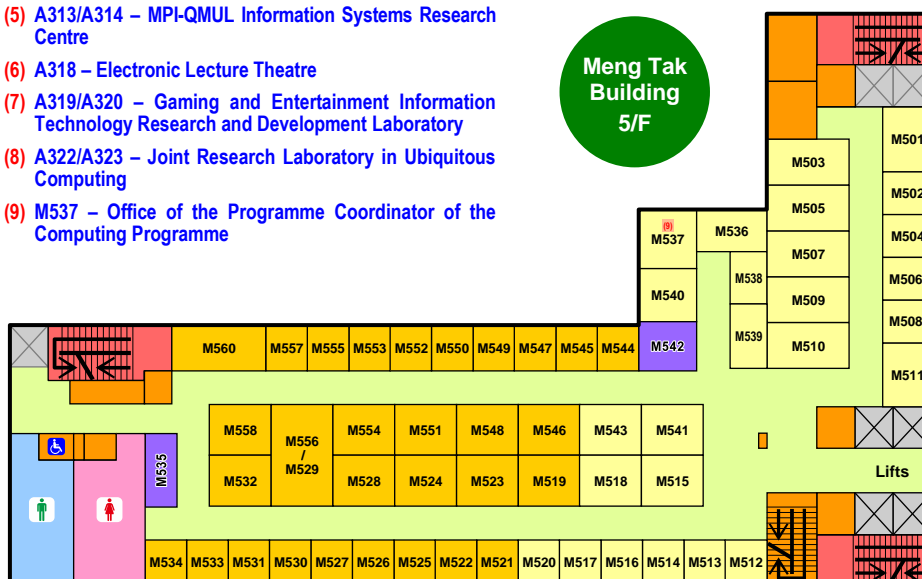 (5) A313/A314 – MPI-QMUL Information Systems Research
Centre
(6) A318 – Electronic Lecture Theatre
(7) A319/A320 – Gaming and Entertainment Information
Technology Research and Development Laboratory
(8) A322/A323 – Joint Research Laboratory in Ubiquitous
Computing
(9) M537 – Office of the Programme Coordinator of the
Computing Programme
Meng Tak
Building
5/F
M501
M503
M502
M505
(9)
M537
M536
M504
M507
M538
M506
M540
M509
M508
M539
M542
M510
M560
M557
M555
M553
M552
M550
M549
M547
M545
M544
M511
M558
M556
/
M529
M554
M551
M548
M546
M543
M541
M535
M532
M528
M524
M523
M519
M518
M515
Lifts
M534
M533
M531
M530
M527
M526
M525
M522
M521
M520
M517
M516
M514
M513
M512